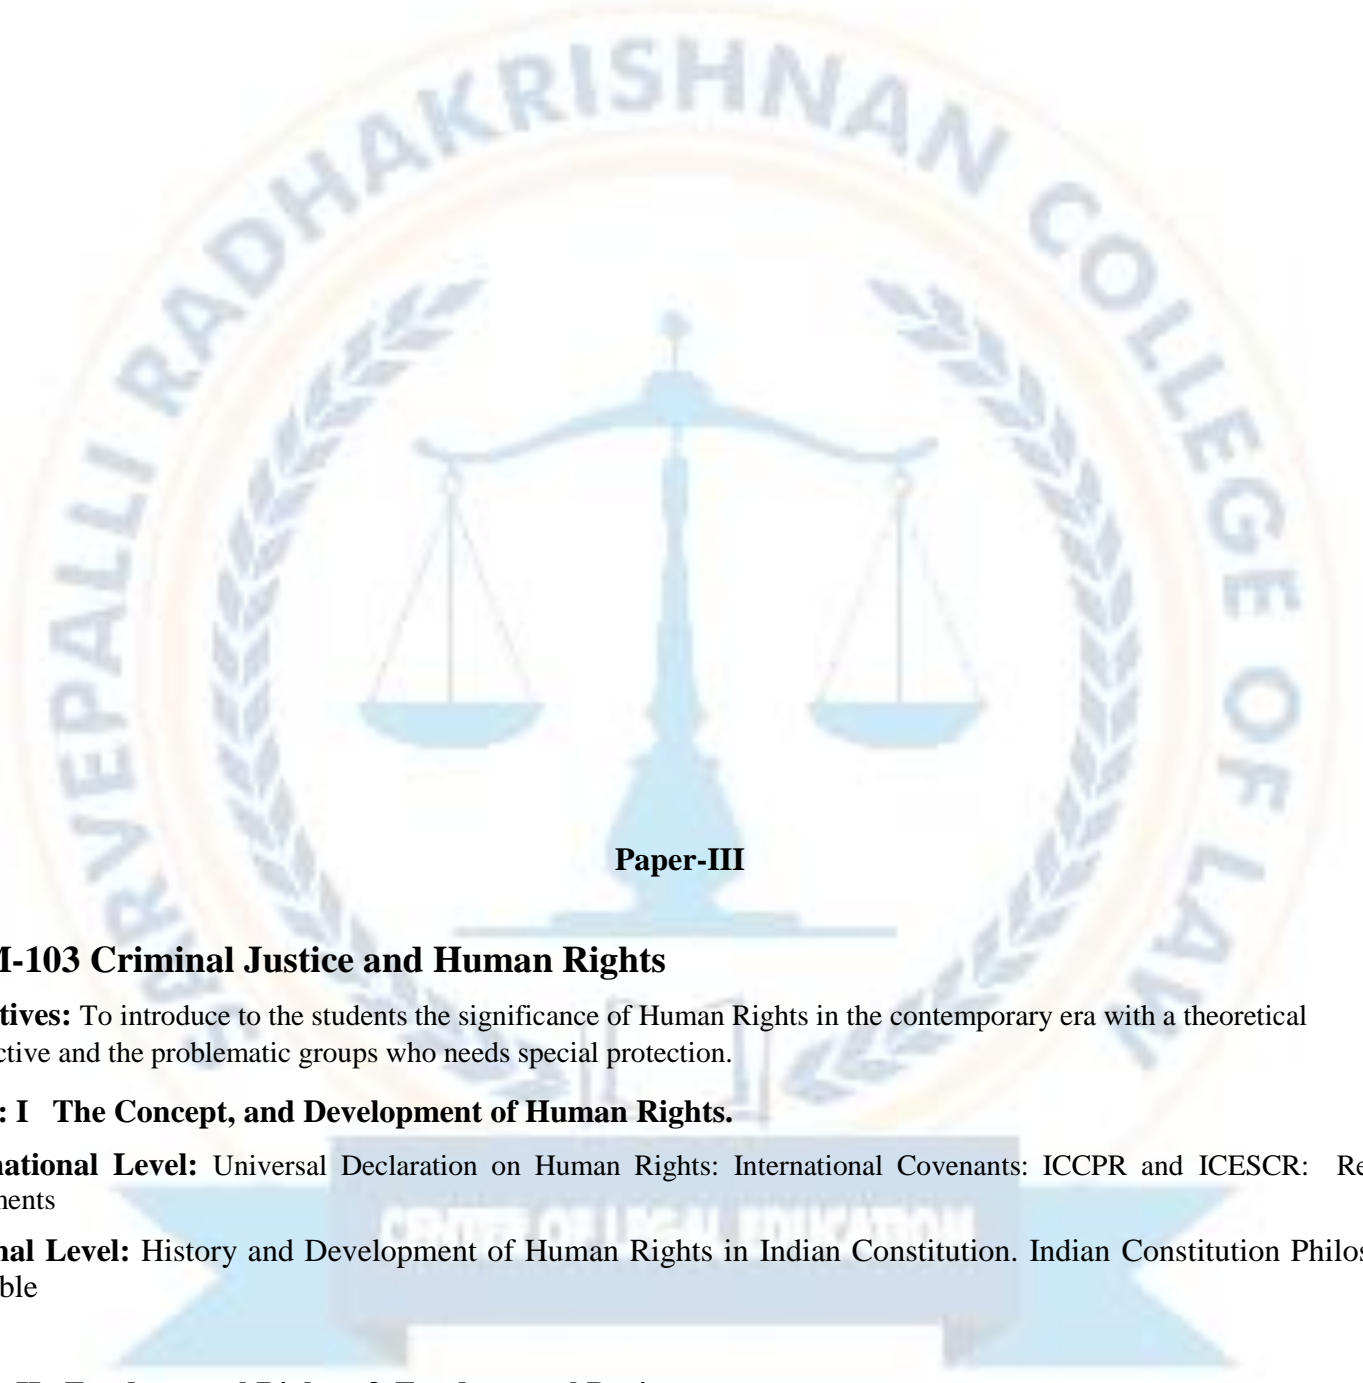 SARVEPALLI RADHAKRISHNAN COLLEGE OF LAW
Paper-III
M-103 Criminal Justice and Human Rights
tives: To introduce to the students the significance of Human Rights in the contemporary era with a theoretical
ctive and the problematic groups who needs special protection.
: I The Concept, and Development of Human Rights.
national Level: Universal Declaration on Human Rights: International Covenants: ICCPR and ICESCR: Re
nents
nal Level: History and Development of Human Rights in Indian Constitution. Indian Constitution Philos
ble
CENTRE OF LEGAL EDUCATION